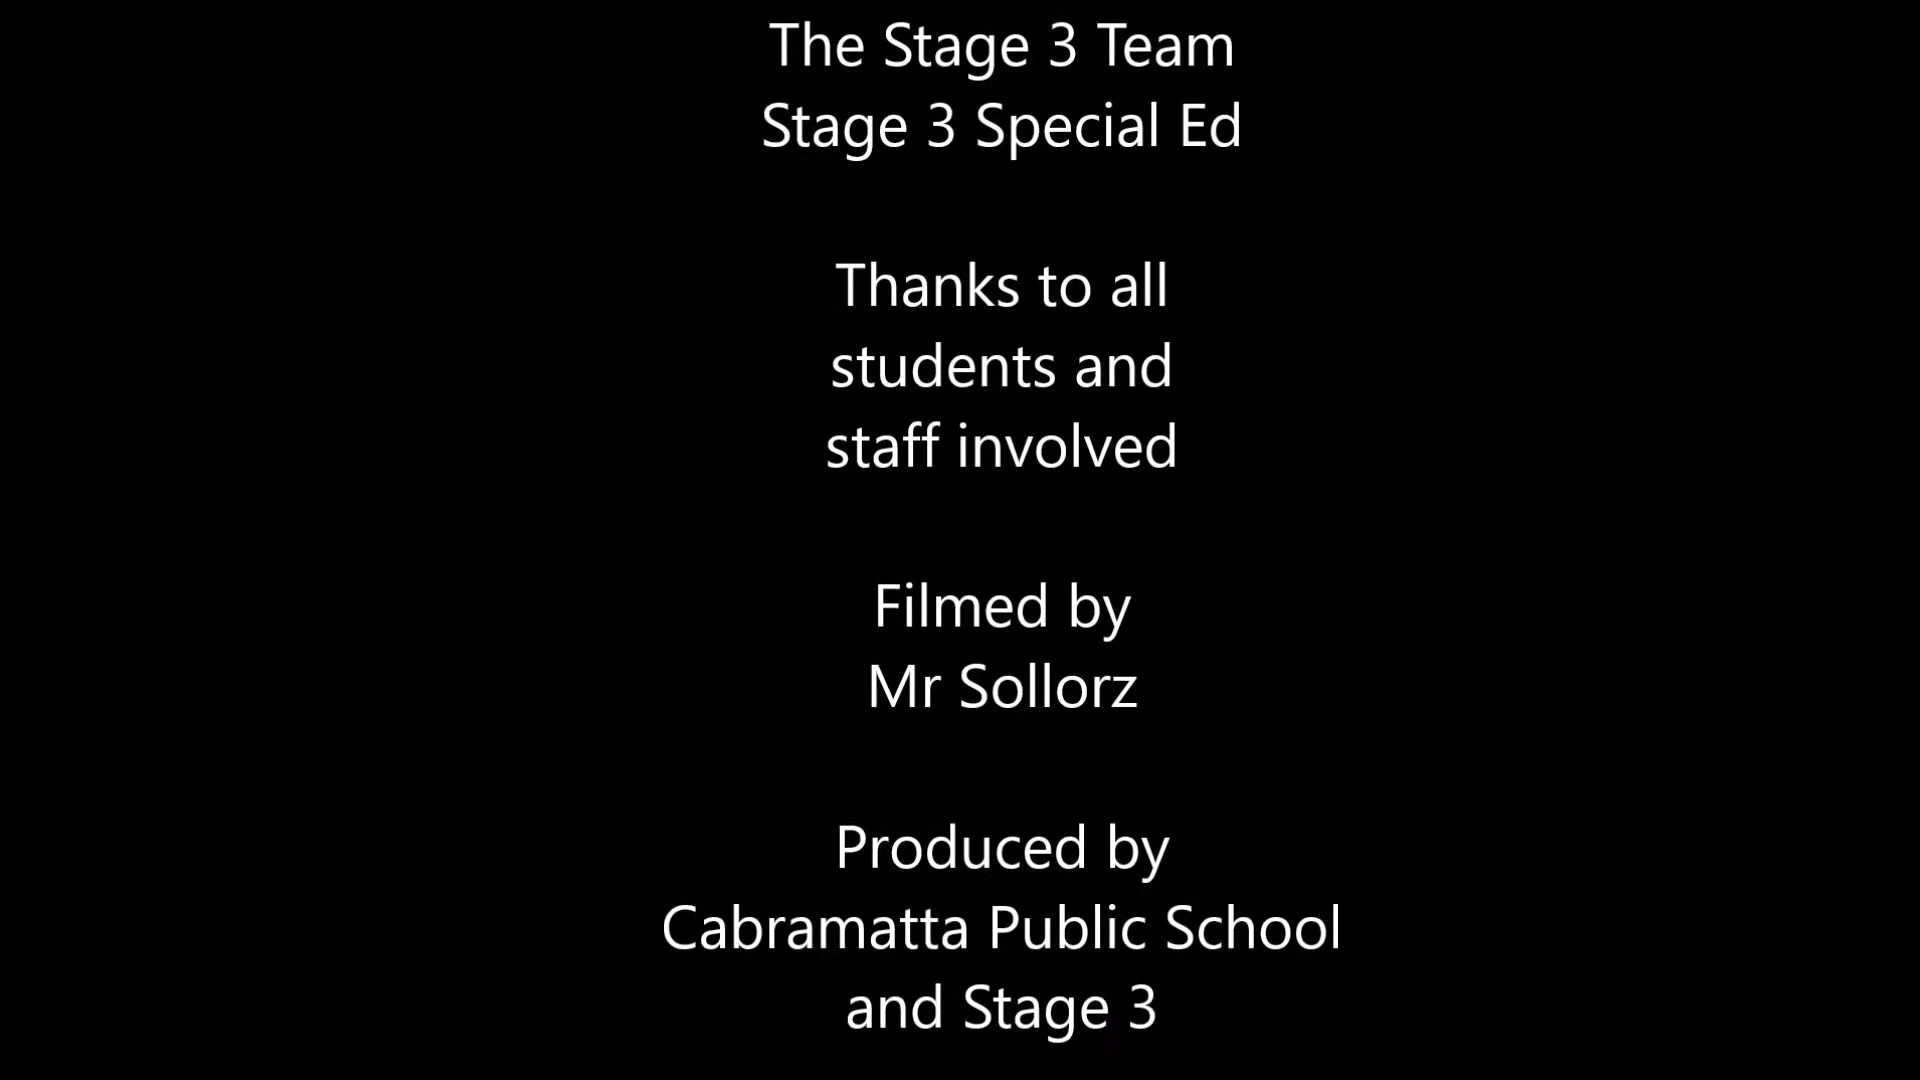 The Stage 3 Team
Stage 3 Special Ed
Thanks to all
students and
staff involved
Filmed by
Mr Sollorz
Produced by
Cabramatta Public School
and Stage 3